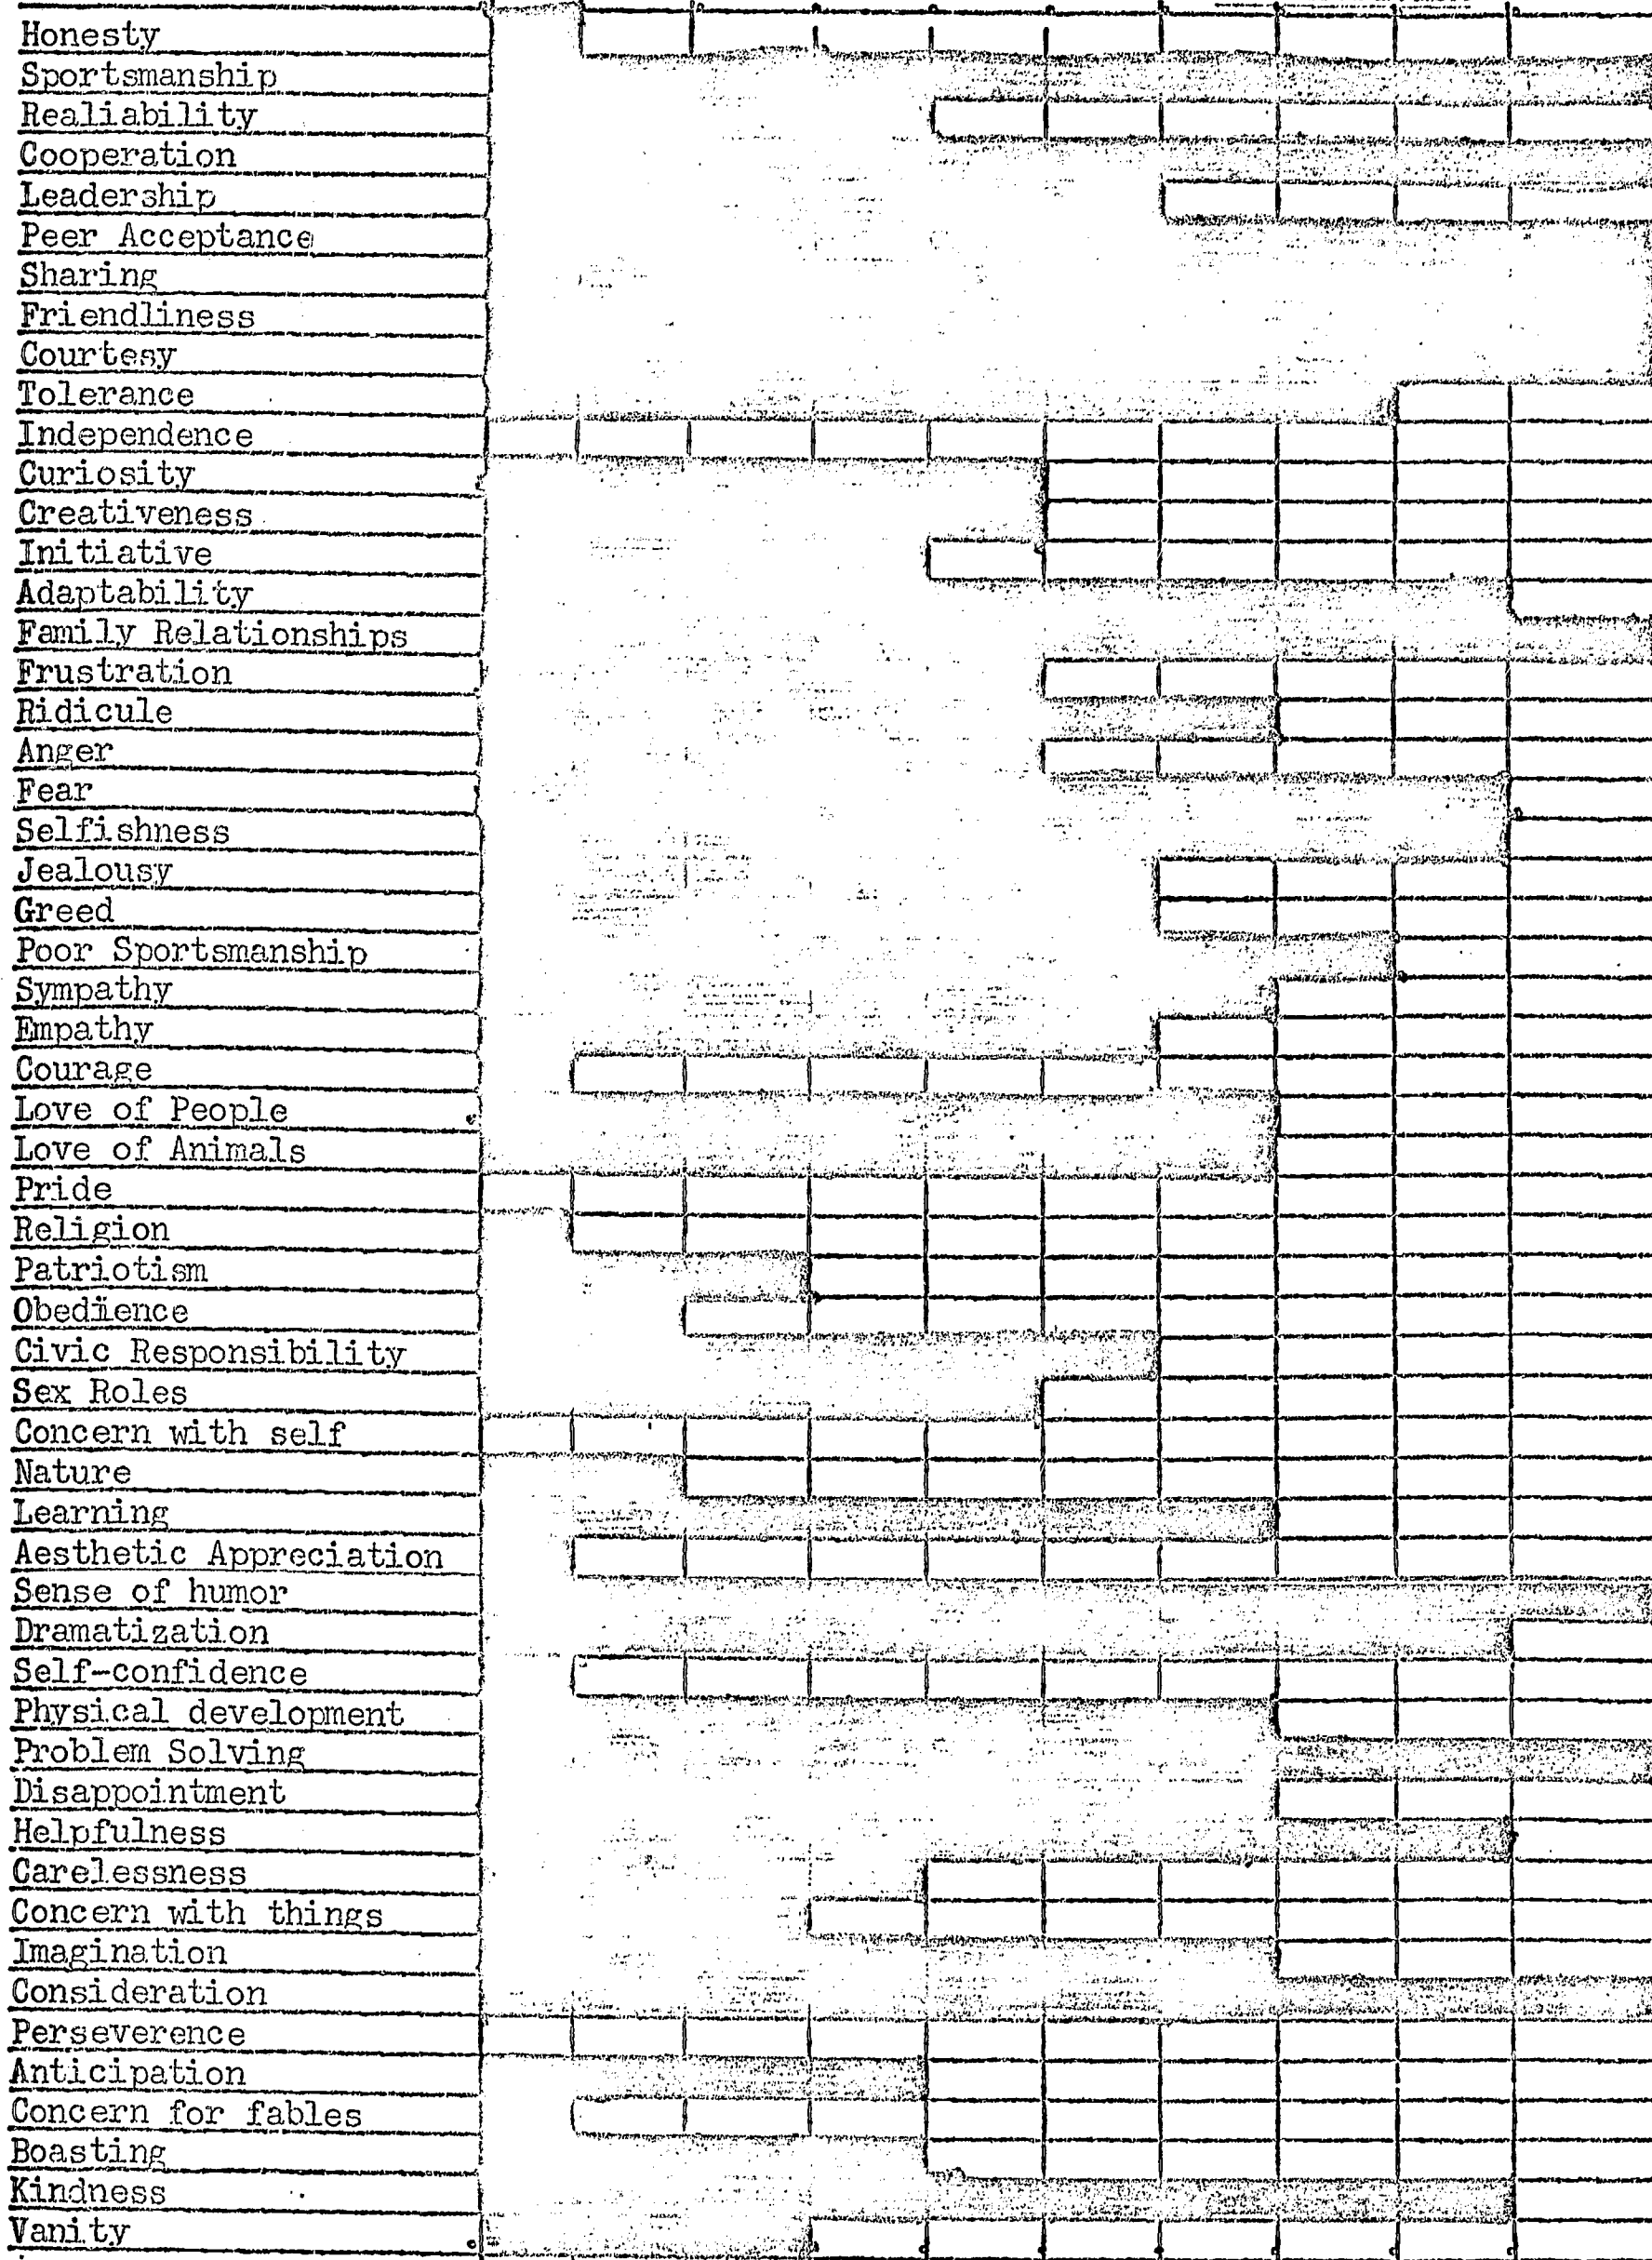 Honesty
Sportsmanship
Realiability
Cooperation
Leadership
Peer Acceptance
Sharing
Friendliness
Courtesy
Tolerance
Independence
Curiosity
Creativeness
Initiative
Adaptability
Family Relationships
Frustration
Ridicule
Anger
Fear
Selfishness
Jealousy
Greed
Poor Sportsmanship
Sympathy
Empathy
Courage
Love of People
Love of Animals
Pride
Religion
Patriotism
Obedience
Civic Responsibility
Sex Roles
Concern with self
Nature
Learning
Aesthetic Appreciation
Sense of humor
Dramatization
Self-confidence
Physical development
Problem Solving
Disappointment
Helpfulness
Carelessness
Concern with things
Imagination
Consideration
Perseverence
Anticipation
Concern for fables
Boasting
Kindness
Vanity